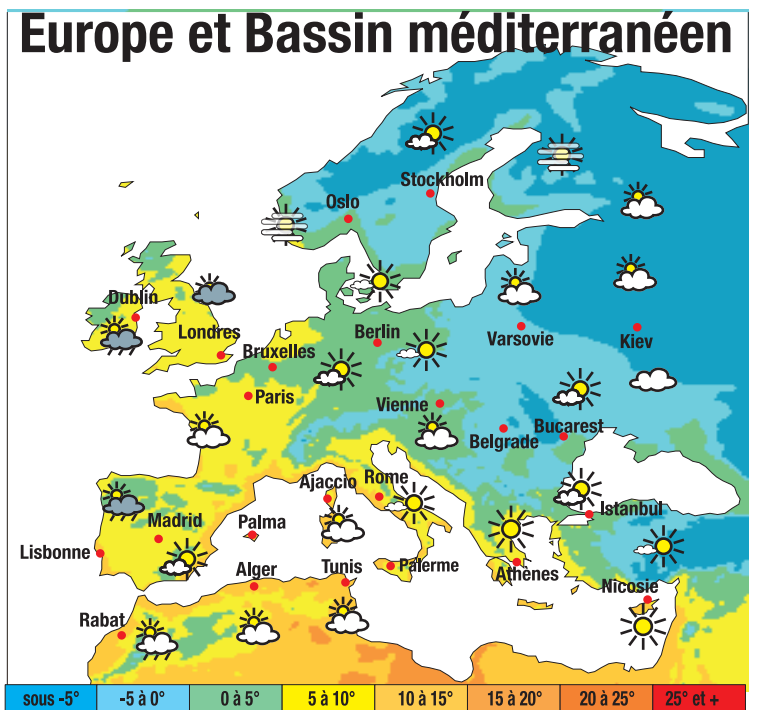 Europe et Bassin méditerranéen
Stockholm
Oslo
Dublin
Londres
Berlin
Varsovie
Kiev
Bruxelles
Paris
Vienne
Bucarest
Belgrade
Ajaccio
Rome
Istanbul
Madrid
Palma
Lisbonne
Alger
Tunis
Palerme
Athènes
Nicosie
Rabat
sous -5° -5 à 0° 0 à 5° 5 à 10° 10 à 15° 15 à 20° 20 à 25° 25° et +